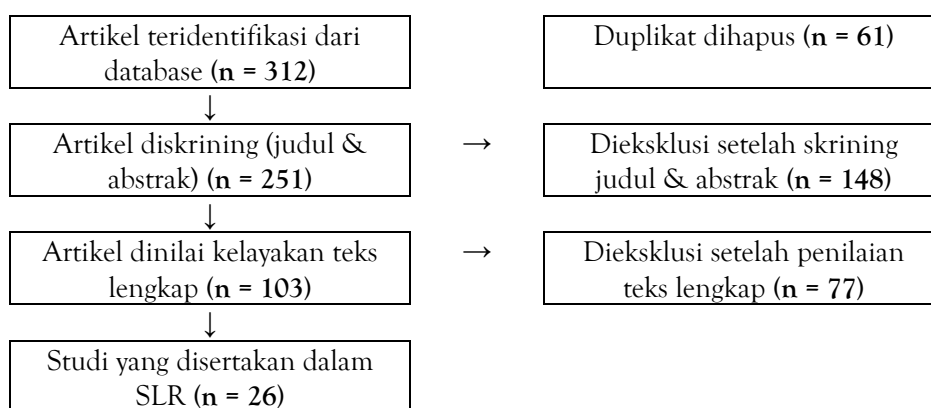 Artikel teridentifikasi dari
database (n = 312)
Duplikat dihapus (n = 61)
↓
Artikel diskrining (judul &
abstrak) (n = 251)
→
Dieksklusi setelah skrining
judul & abstrak (n = 148)
↓
Artikel dinilai kelayakan teks
lengkap (n = 103)
→
Dieksklusi setelah penilaian
teks lengkap (n = 77)
↓
Studi yang disertakan dalam
SLR (n = 26)